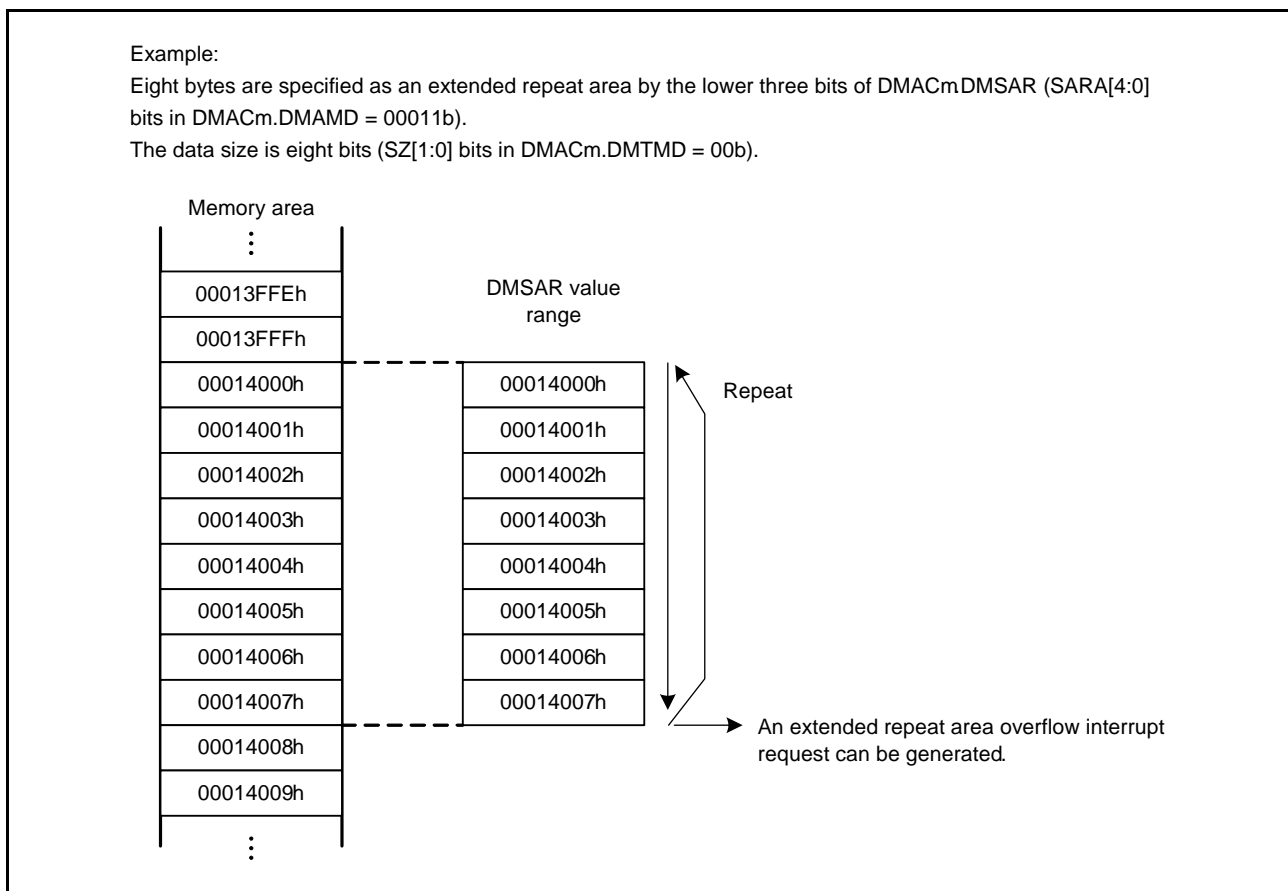 Example:
Eight bytes are specified as an extended repeat area by the lower three bits of DMACm.DMSAR (SARA[4:0]
bits in DMACm.DMAMD = 00011b).
The data size is eight bits (SZ[1:0] bits in DMACm.DMTMD = 00b).
Memory area
⋮
00013FFEh
00013FFFh
00014000h
00014001h
00014002h
00014003h
00014004h
00014005h
00014006h
00014007h
00014008h
00014009h
⋮
DMSAR value
range
00014000h
00014001h
00014002h
00014003h
00014004h
00014005h
00014006h
00014007h
Repeat
An extended repeat area overflow interrupt
request can be generated.